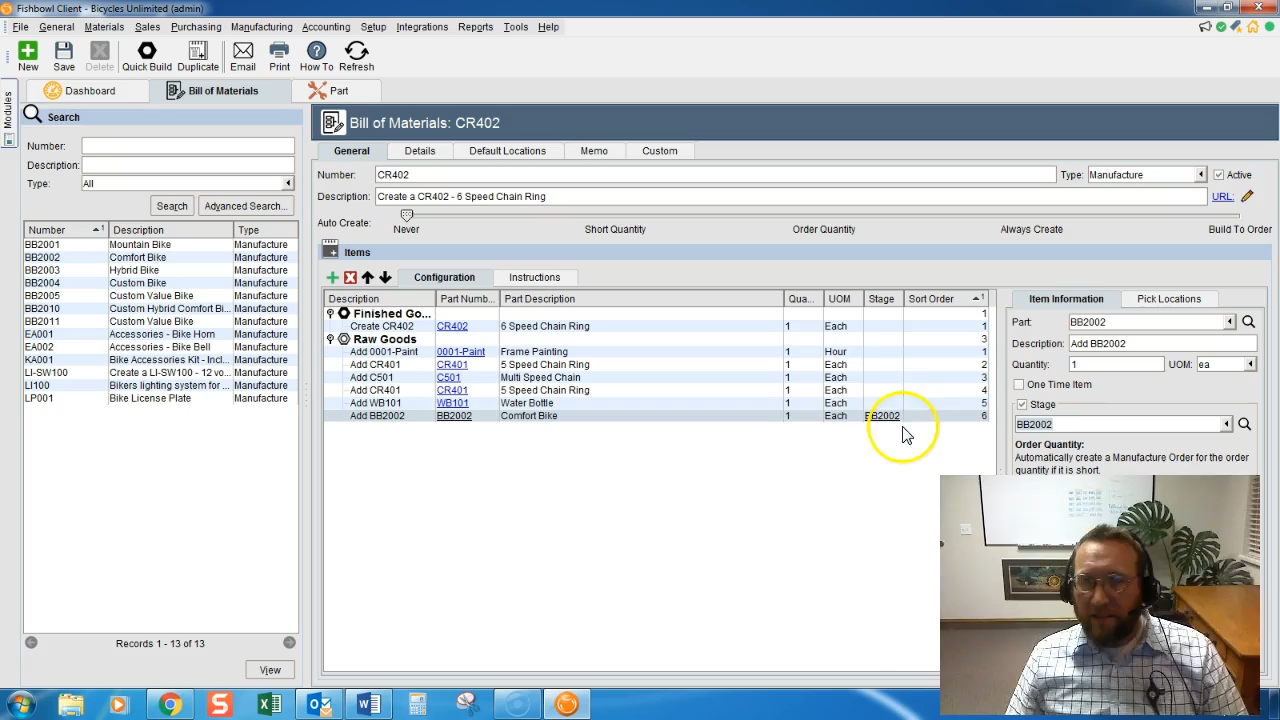 Fishbowl Client - Bicycles Unlimited (admin)
File General Materials Sales Purchasing Manufacturing Accounting Setup Integrations Reports Tools Help
New Save Delete Quick Build Duplicate Email Print How To Refresh
Modules
Dashboard Bill of Materials Part
Search
Number:
Description:
Type: All
Search Advanced Search...
Number 1 Description Type
BB2001 Mountain Bike Manufacture
BB2002 Comfort Bike Manufacture
BB2003 Hybrid Bike Manufacture
BB2004 Custom Bike Manufacture
BB2005 Custom Value Bike Manufacture
BB2010 Custom Hybrid Comfort Bi... Manufacture
BB2011 Custom Value Bike Manufacture
EA001 Accessories - Bike Horn Manufacture
EA002 Accessories - Bike Bell Manufacture
KA001 Bike Accessories Kit - Incl... Manufacture
LI-SW100 Create a LI-SW100 - 12 vo... Manufacture
LI100 Bikers lighting system for ... Manufacture
LP001 Bike License Plate Manufacture
Records 1 - 13 of 13
View
Bill of Materials: CR402
General Details Default Locations Memo Custom
Number: CR402 Type: Manufacture Active
Description: Create a CR402 - 6 Speed Chain Ring URL:
Auto Create: Never Short Quantity Order Quantity Always Create Build To Order
Items
Configuration Instructions
Description Part Numb... Part Description Qua... UOM Stage Sort Order 1
Finished Go... 1
Create CR402 CR402 6 Speed Chain Ring 1 Each 1
Raw Goods 3
Add 0001-Paint 0001-Paint Frame Painting 1 Hour 1
Add CR401 CR401 5 Speed Chain Ring 1 Each 2
Add C501 C501 Multi Speed Chain 1 Each 3
Add CR401 CR401 5 Speed Chain Ring 1 Each 4
Add WB101 WB101 Water Bottle 1 Each 5
Add BB2002 BB2002 Comfort Bike 1 Each BB2002 6
Item Information Pick Locations
Part: BB2002
Description: Add BB2002
Quantity: 1 UOM: ea
One Time Item
Stage
BB2002
Order Quantity:
Automatically create a Manufacture Order for the order
quantity if it is short.